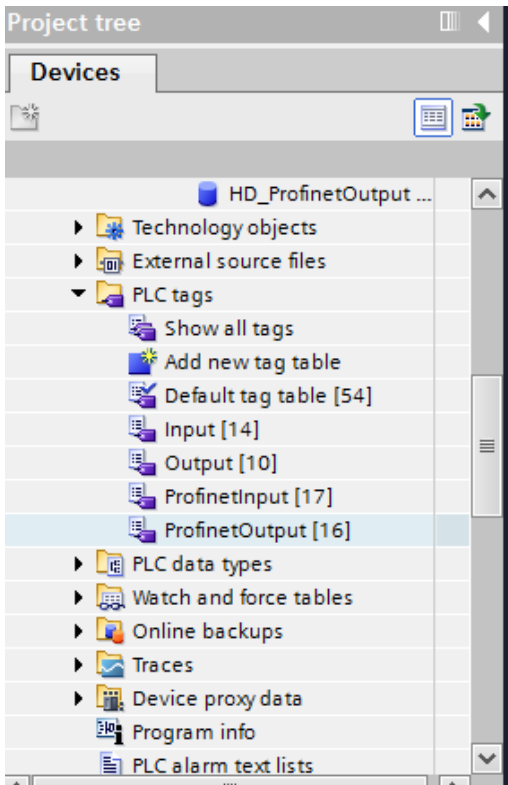 Project tree
Devices
HD_ProfinetOutput ...
Technology objects
External source files
PLC tags
Show all tags
Add new tag table
Default tag table [54]
Input [14]
Output [10]
ProfinetInput [17]
ProfinetOutput [16]
PLC data types
Watch and force tables
Online backups
Traces
Device proxy data
Program info
PLC alarm text lists